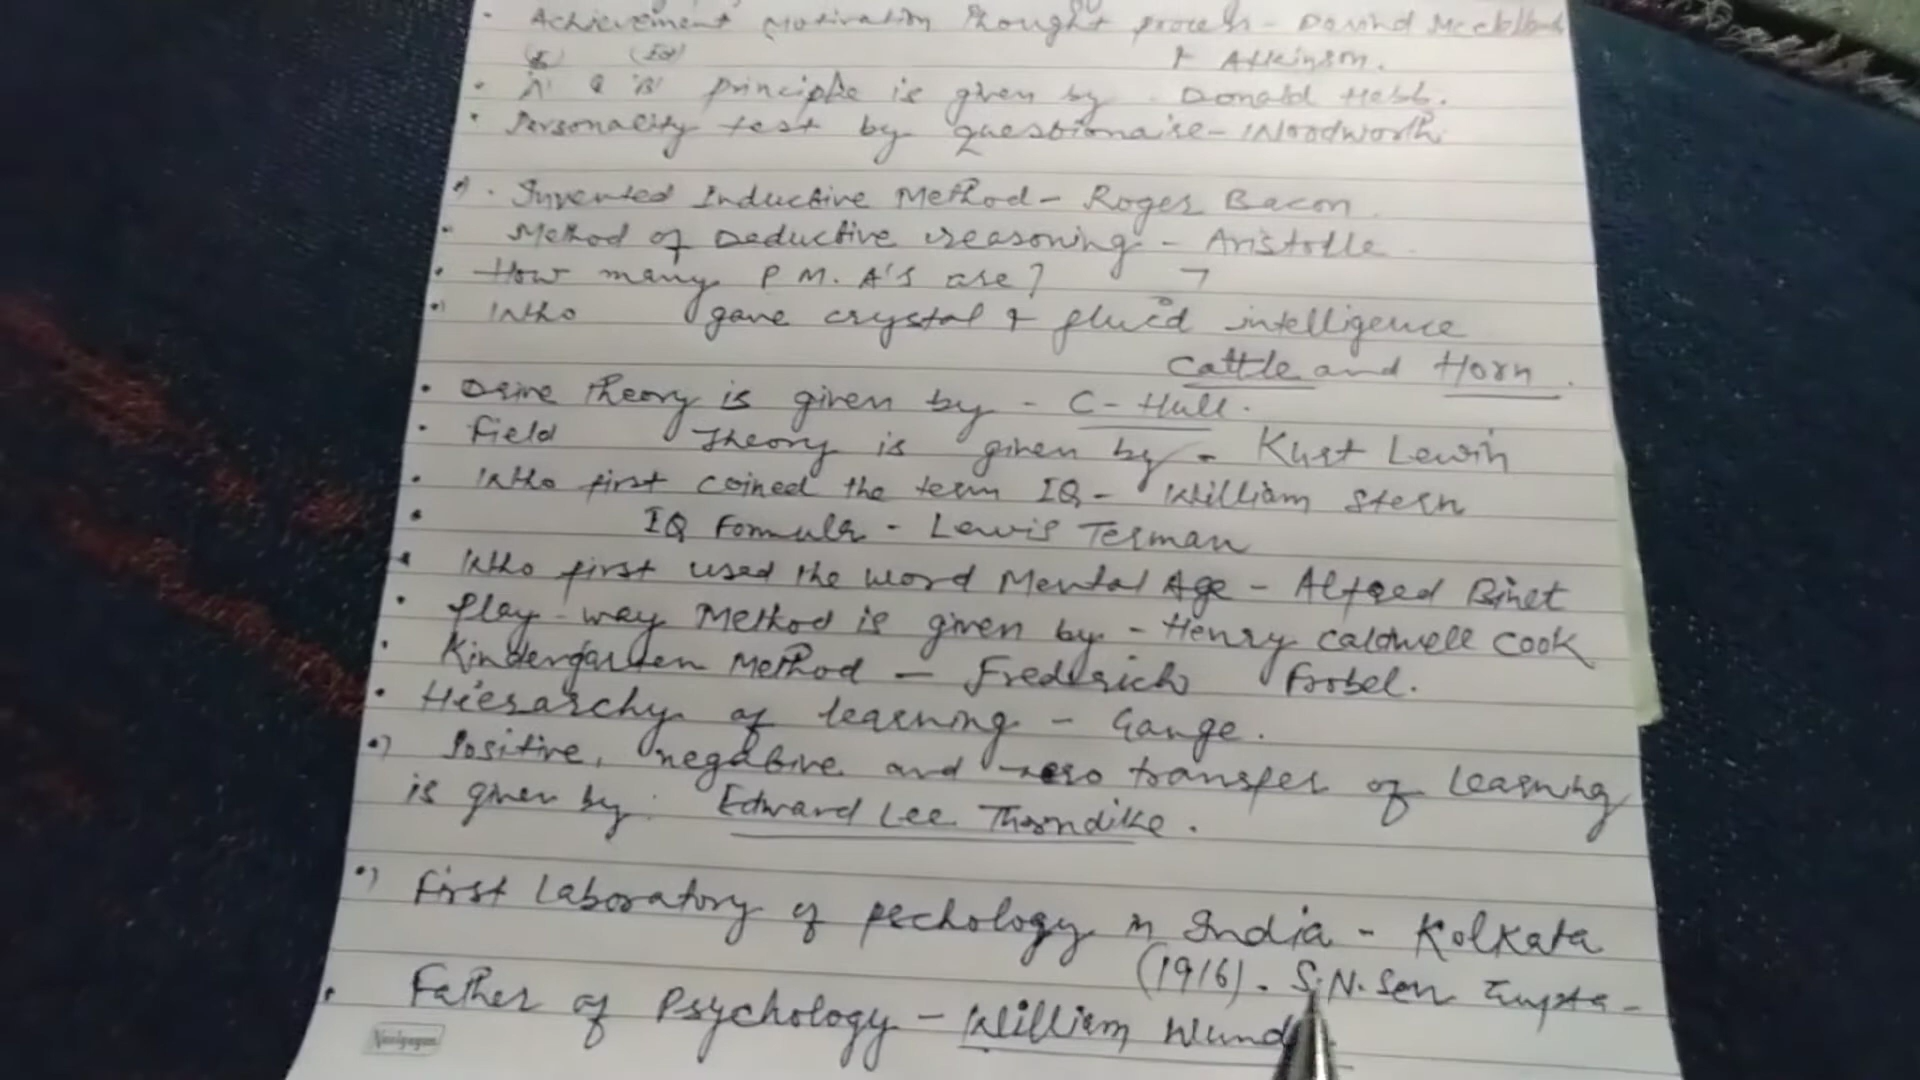 · Achievement Motivation Thought process - David McClelland
& Atkinson.
· 'A' & 'B' principle is given by - Donald Hebb.
· Personality test by questionaire - Woodworth
· Invented Inductive Method - Roger Bacon
· Method of Deductive reasoning - Aristotle
· How many P.M.A's are? 7
· Who gave crystal & fluid intelligence
Cattle and Horn.
· Drive theory is given by - C-Hull.
· Field Theory is given by - Kurt Lewin
· Who first coined the term IQ - William Stern
· IQ Formula - Lewis Terman
· Who first used the word Mental Age - Alfred Binet
· Play-way Method is given by - Henry Caldwell Cook
· Kindergarten Method - Frederich Frobel.
· Hierarchy of learning - Gange.
· Positive, negative and zero transfer of learning
is given by Edward Lee Thorndike.
· First Laboratory of pschology in India - Kolkata
(1916). S.N. Sen Gupta -
· Father of Psychology - William Wund
Navigator